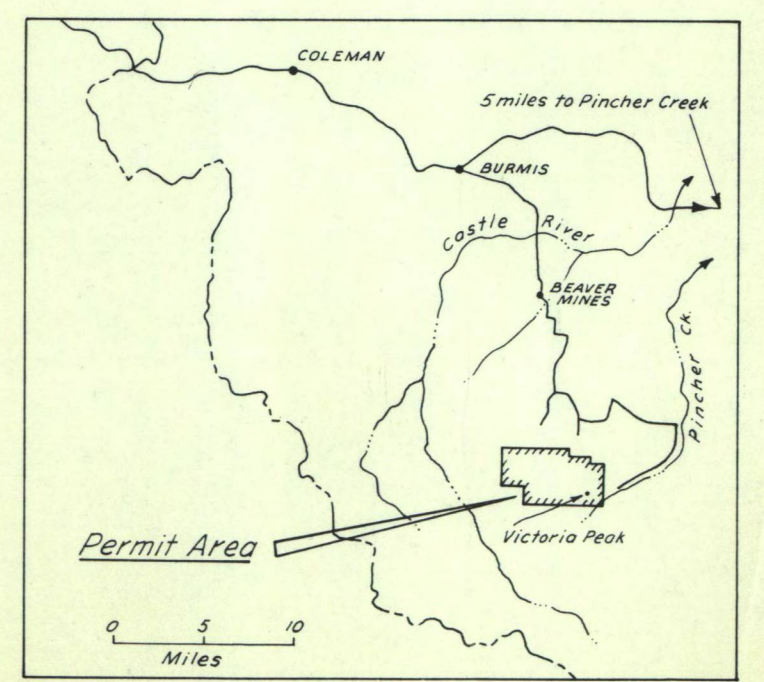 COLEMAN
5 miles to Pincher Creek
BURMIS
Castle River
BEAVER
MINES
Pincher CK.
Permit Area
Victoria Peak
0 5 10
Miles